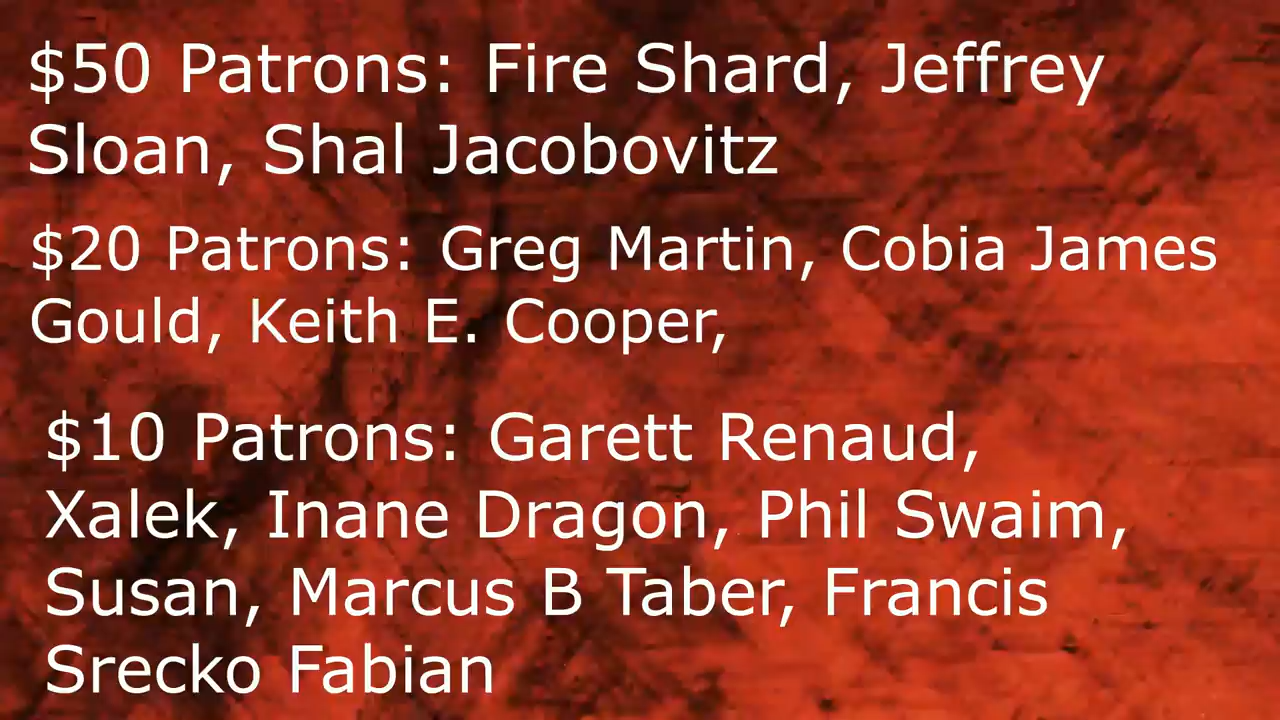 $50 Patrons: Fire Shard, Jeffrey
Sloan, Shal Jacobovitz
$20 Patrons: Greg Martin, Cobia James
Gould, Keith E. Cooper,
$10 Patrons: Garett Renaud,
Xalek, Inane Dragon, Phil Swaim,
Susan, Marcus B Taber, Francis
Srecko Fabian